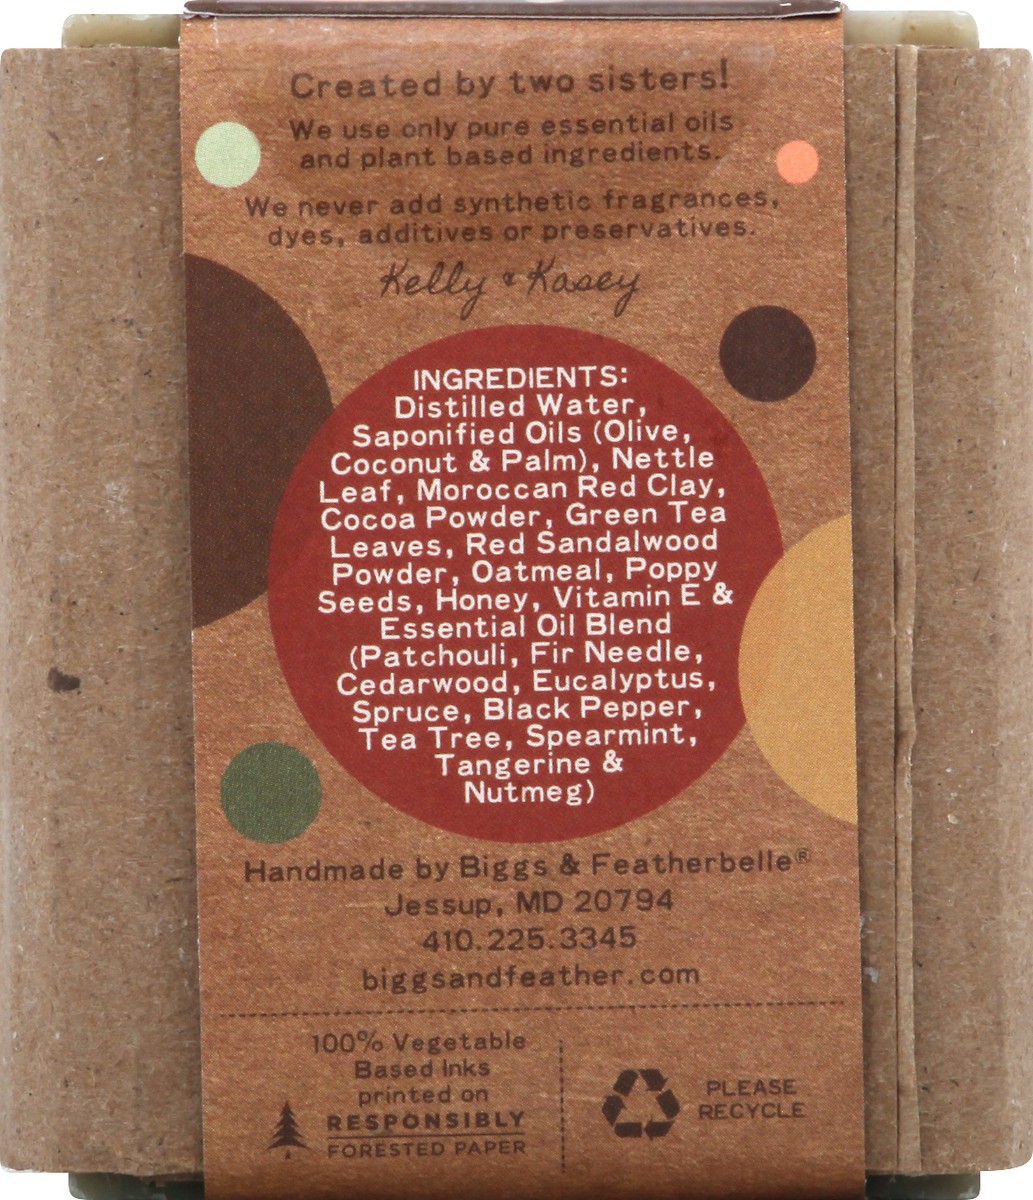 Created by two sisters!
We use only pure essential oils
and plant based ingredients.
We never add synthetic fragrances,
dyes, additives or preservatives.
Kelly & Kasey
INGREDIENTS:
Distilled Water,
Saponified Oils (Olive,
Coconut & Palm), Nettle
Leaf, Moroccan Red Clay,
Cocoa Powder, Green Tea
Leaves, Red Sandalwood
Powder, Oatmeal, Poppy
Seeds, Honey, Vitamin E &
Essential Oil Blend
(Patchouli, Fir Needle,
Cedarwood, Eucalyptus,
Spruce, Black Pepper,
Tea Tree, Spearmint,
Tangerine &
Nutmeg)
Handmade by Biggs & Featherbelle®
Jessup, MD 20794
410.225.3345
biggsandfeather.com
100% Vegetable
Based Inks
printed on
RESPONSIBLY
FORESTED PAPER
PLEASE
RECYCLE